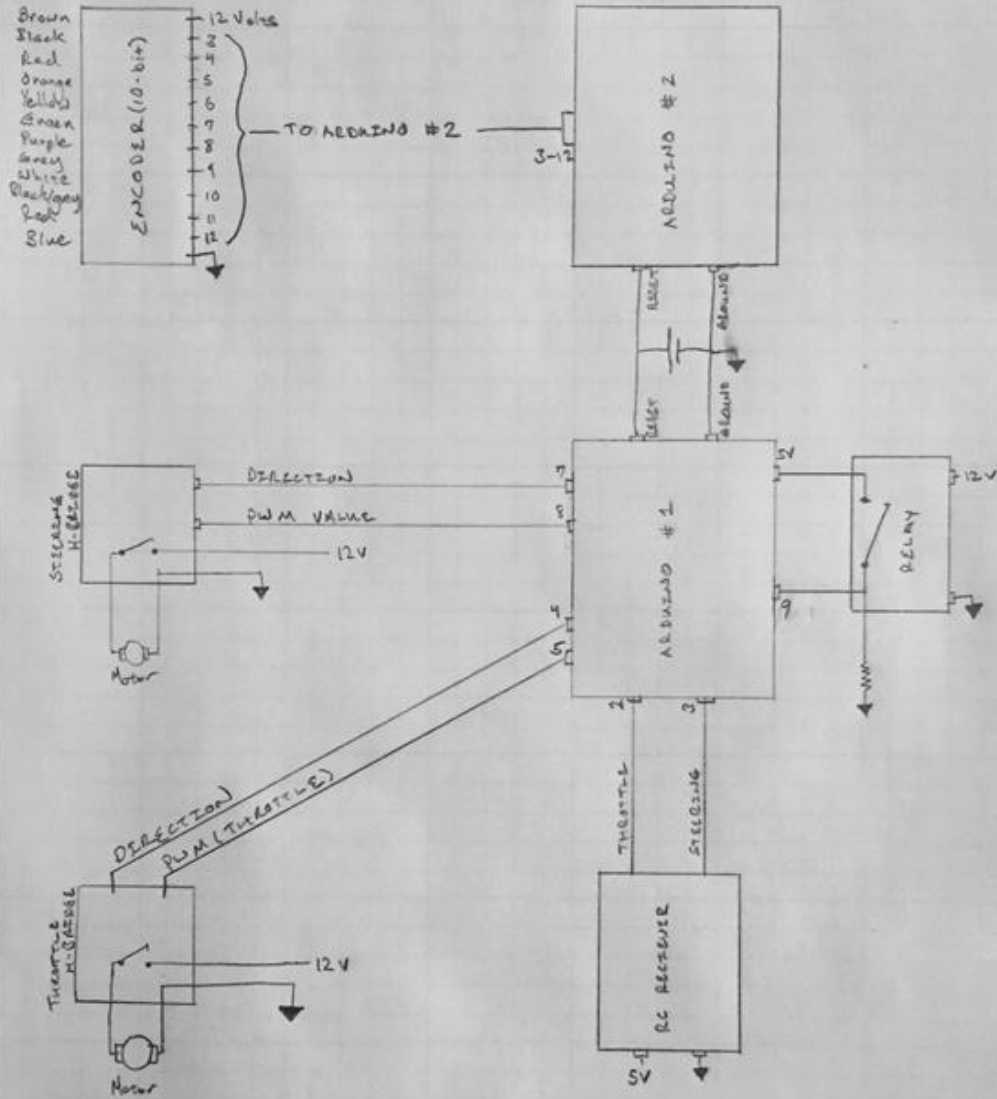 Brown
Black
Red
Orange
Yellow
Green
Purple
Grey
White
Black/grey
Red
Blue
ENCODER (10-bit)
12 Volts
3
4
5
6
7
8
9
10
11
12
TO ARDUINO #2
3-12
ARDUINO #2
RESET
GROUND
RESET
GROUND
STEERING
H-BRIDGE
DIRECTION
PWM VALUE
12V
Motor
7
8
4
5
ARDUINO #1
5V
9
2
3
RELAY
12V
DIRECTION
PWM (THROTTLE)
THROTTLE
H-BRIDGE
12V
Motor
THROTTLE
STEERING
RC RECIEVER
5V